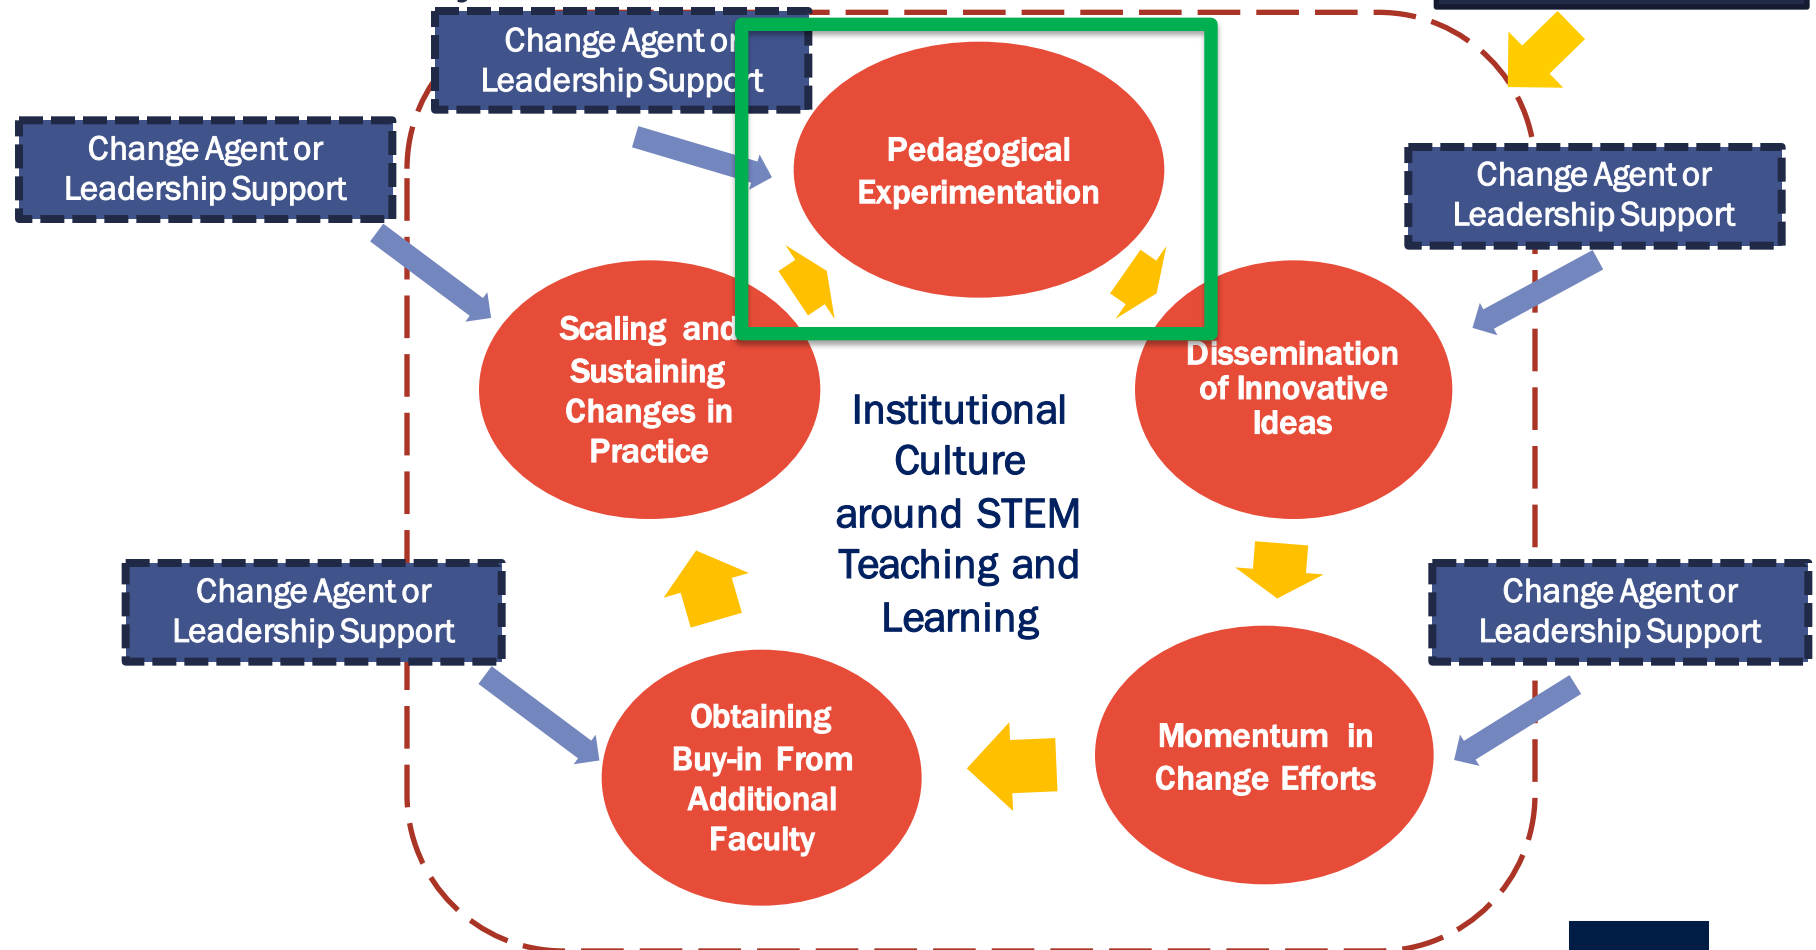 Change Agent or
Leadership Support
Change Agent or
Leadership Support
Pedagogical
Experimentation
Change Agent or
Leadership Support
Scaling and
Sustaining
Changes in
Practice
Dissemination
of Innovative
Ideas
Institutional
Culture
around STEM
Teaching and
Learning
Change Agent or
Leadership Support
Change Agent or
Leadership Support
Obtaining
Buy-in From
Additional
Faculty
Momentum in
Change Efforts